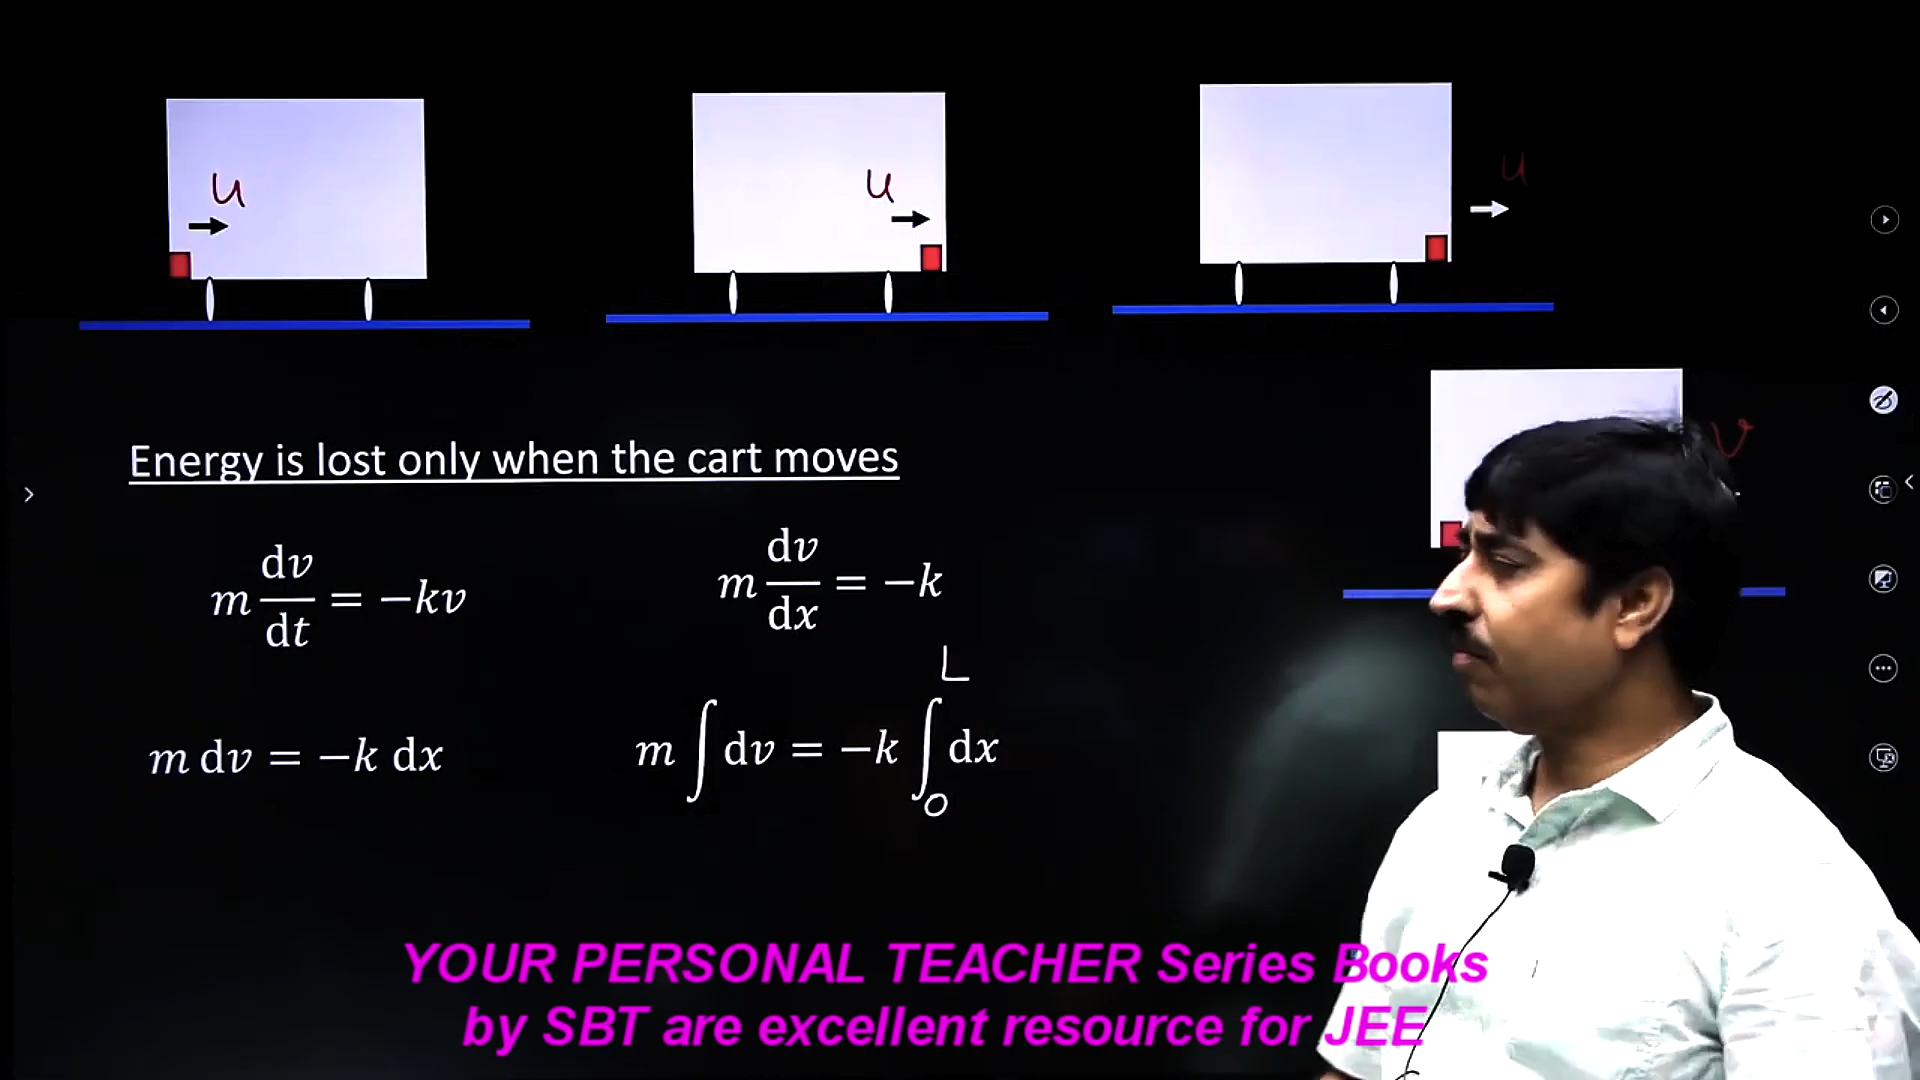 u
u
u
v
Energy is lost only when the cart moves
m dv/dt = −kv
m dv/dx = −k
m dv = −k dx
m ∫ dv = −k ∫₀ᴸ dx
YOUR PERSONAL TEACHER Series Books
by SBT are excellent resource for JEE